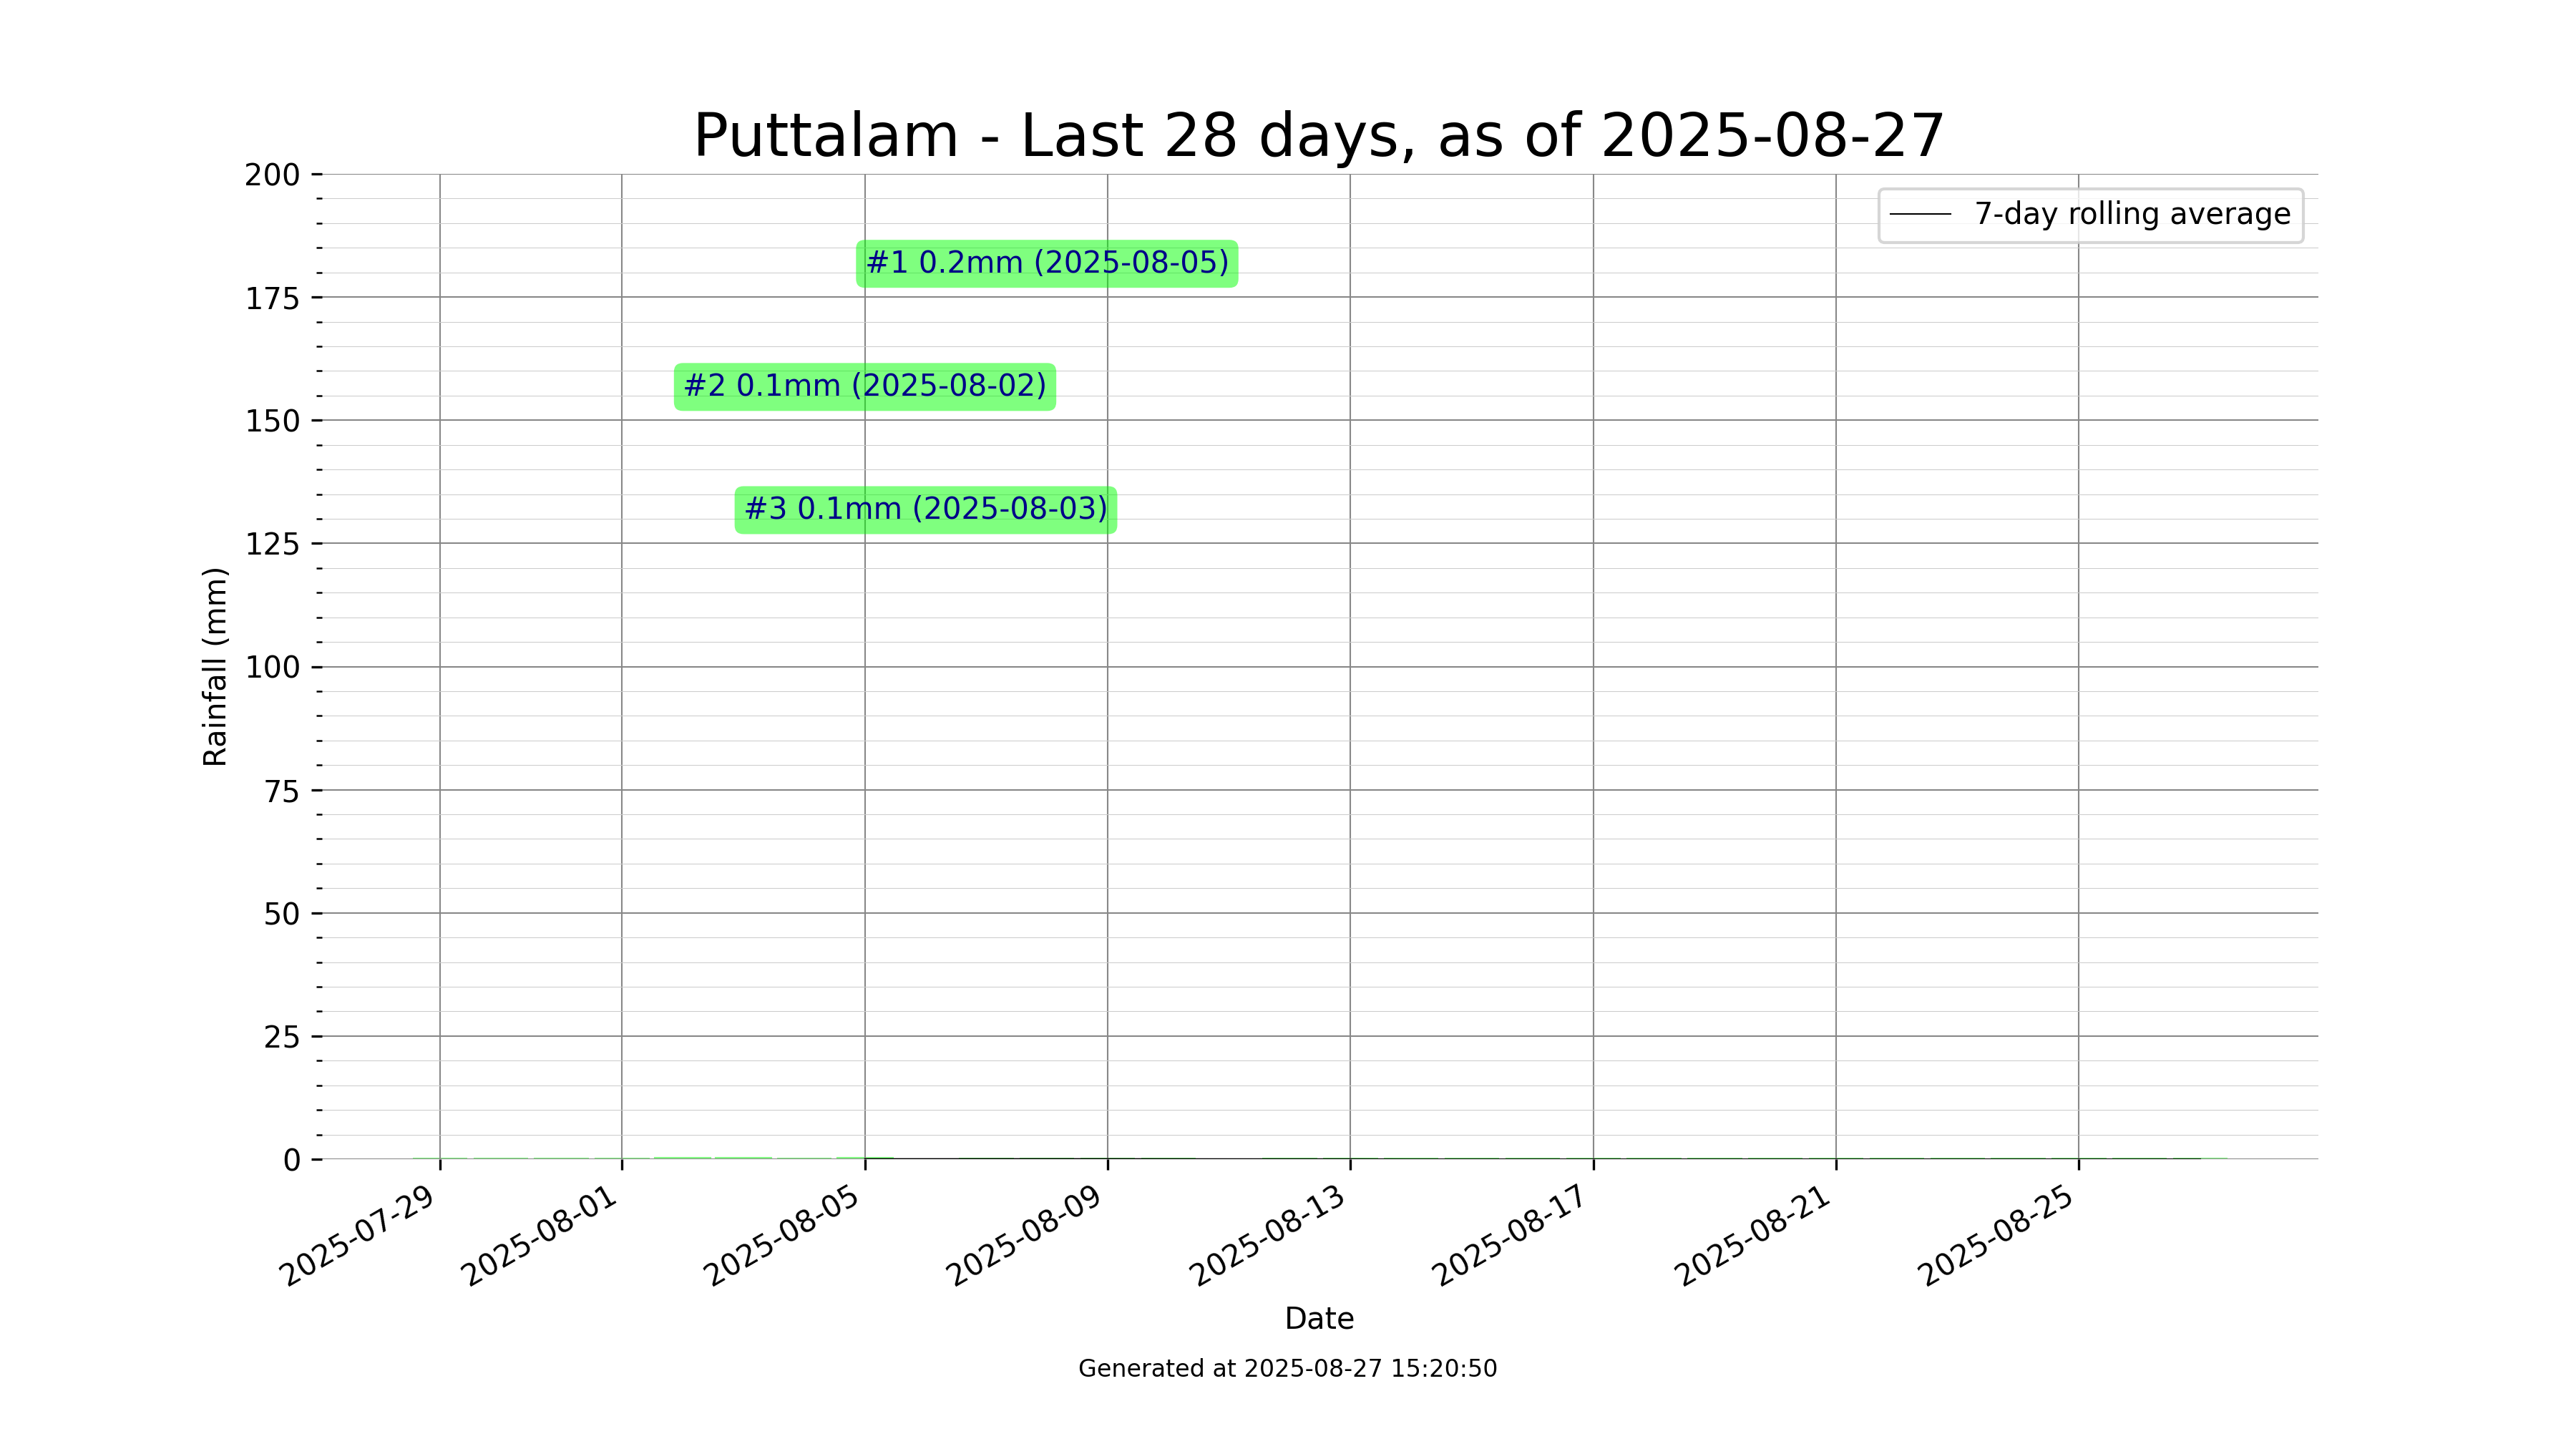 Puttalam - Last 28 days, as of 2025-08-27
7-day rolling average
#1 0.2mm (2025-08-05)
#2 0.1mm (2025-08-02)
#3 0.1mm (2025-08-03)
Rainfall (mm)
200
175
150
125
100
75
50
25
0
2025-07-29
2025-08-01
2025-08-05
2025-08-09
2025-08-13
2025-08-17
2025-08-21
2025-08-25
Date
Generated at 2025-08-27 15:20:50